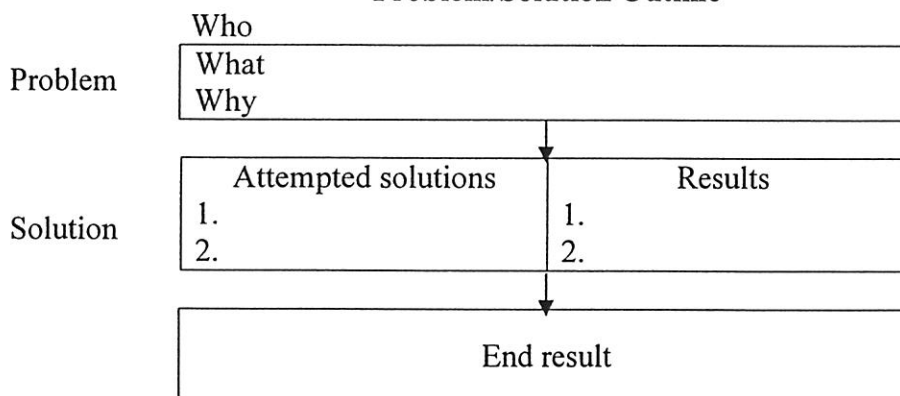 Who
Problem
What
Why
Attempted solutions
Results
Solution
1.
1.
2.
2.
End result